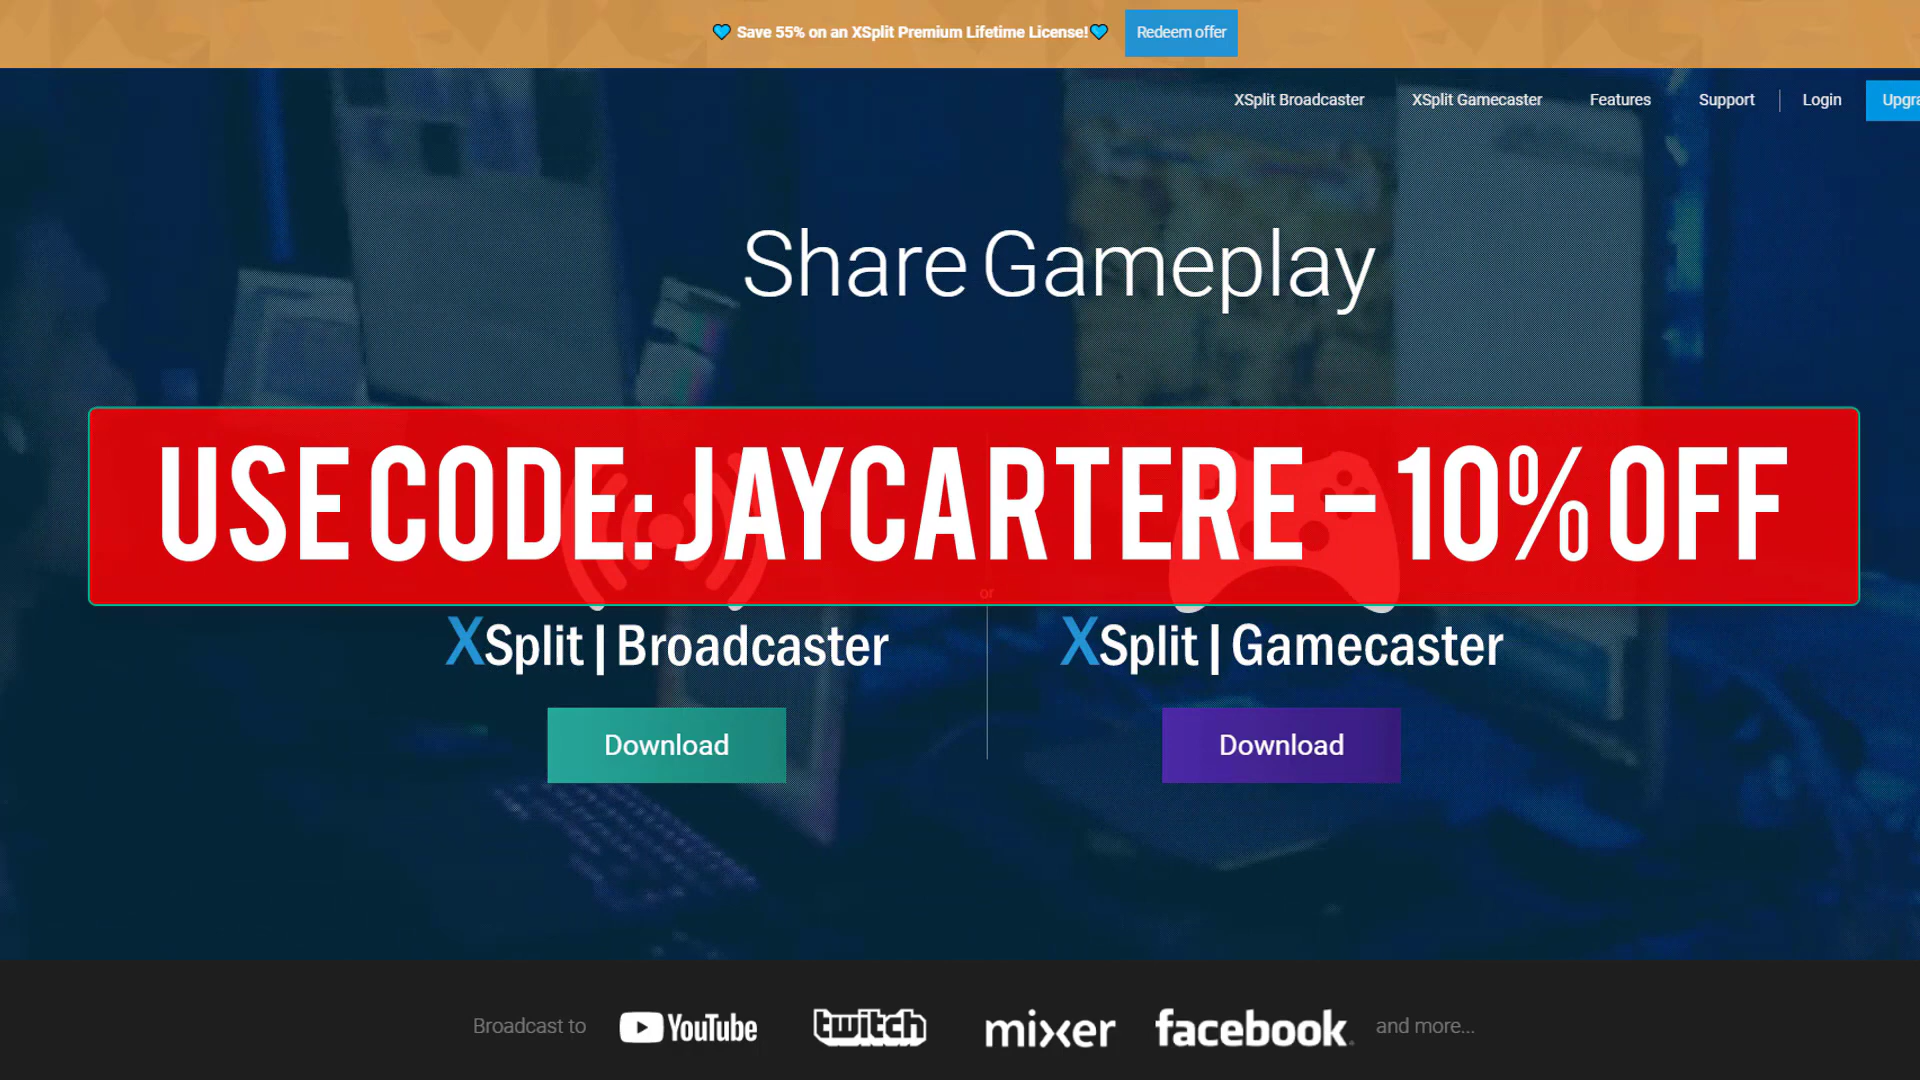 Save 55% on an XSplit Premium Lifetime License!
Redeem offer
XSplit Broadcaster
XSplit Gamecaster
Features
Support
Login
Share Gameplay
USE CODE: JAYCARTERE - 10% OFF
or
XSplit | Broadcaster
XSplit | Gamecaster
Download
Download
Broadcast to
YouTube
twitch
mixer
facebook
and more...